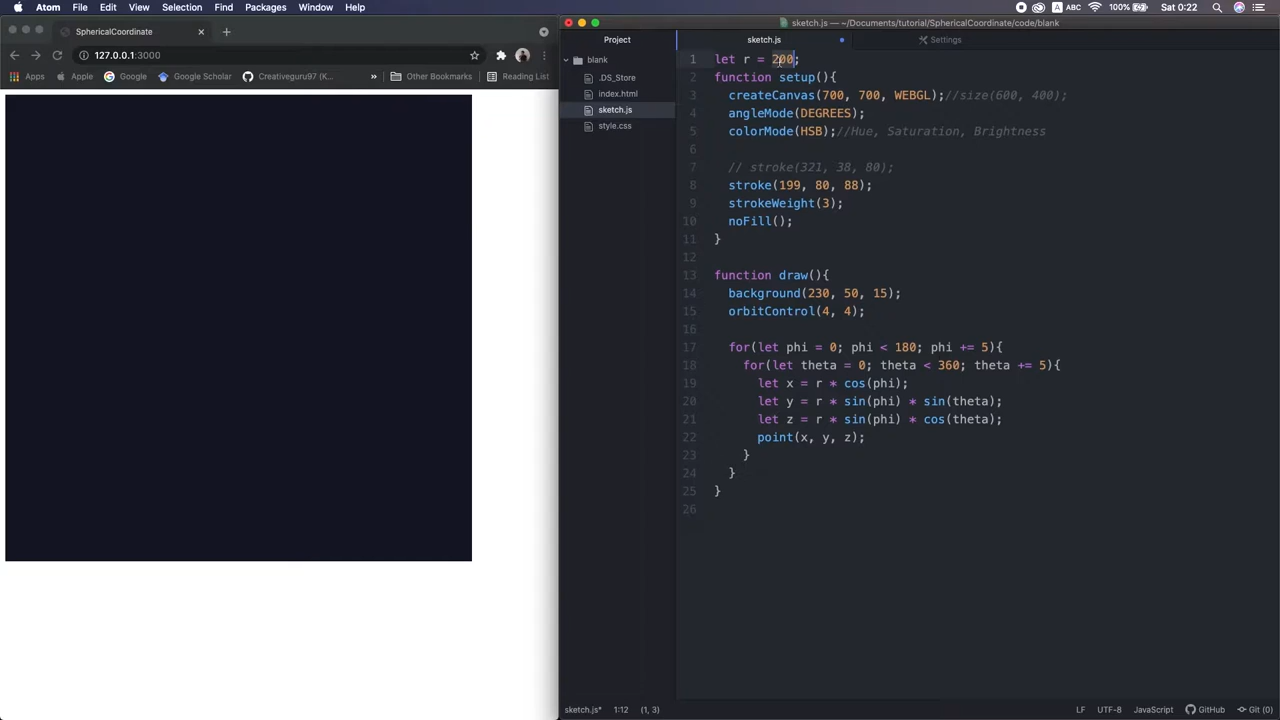 Atom File Edit View Selection Find Packages Window Help
A ABC 100% Sat 0:22
SphericalCoordinate
127.0.0.1:3000
Apps Apple Google Google Scholar Creativeguru97 (Kous... » Other Bookmarks Reading List
sketch.js — ~/Documents/tutorial/SphericalCoordinate/code/blank
Project
blank
.DS_Store
index.html
sketch.js
style.css
sketch.js Settings
1 let r = 200;
2 function setup(){
3 createCanvas(700, 700, WEBGL);//size(600, 400);
4 angleMode(DEGREES);
5 colorMode(HSB);//Hue, Saturation, Brightness
6
7 // stroke(321, 38, 80);
8 stroke(199, 80, 88);
9 strokeWeight(3);
10 noFill();
11 }
12
13 function draw(){
14 background(230, 50, 15);
15 orbitControl(4, 4);
16
17 for(let phi = 0; phi < 180; phi += 5){
18 for(let theta = 0; theta < 360; theta += 5){
19 let x = r * cos(phi);
20 let y = r * sin(phi) * sin(theta);
21 let z = r * sin(phi) * cos(theta);
22 point(x, y, z);
23 }
24 }
25 }
26
sketch.js* 1:12 (1, 3) LF UTF-8 JavaScript GitHub Git (0)